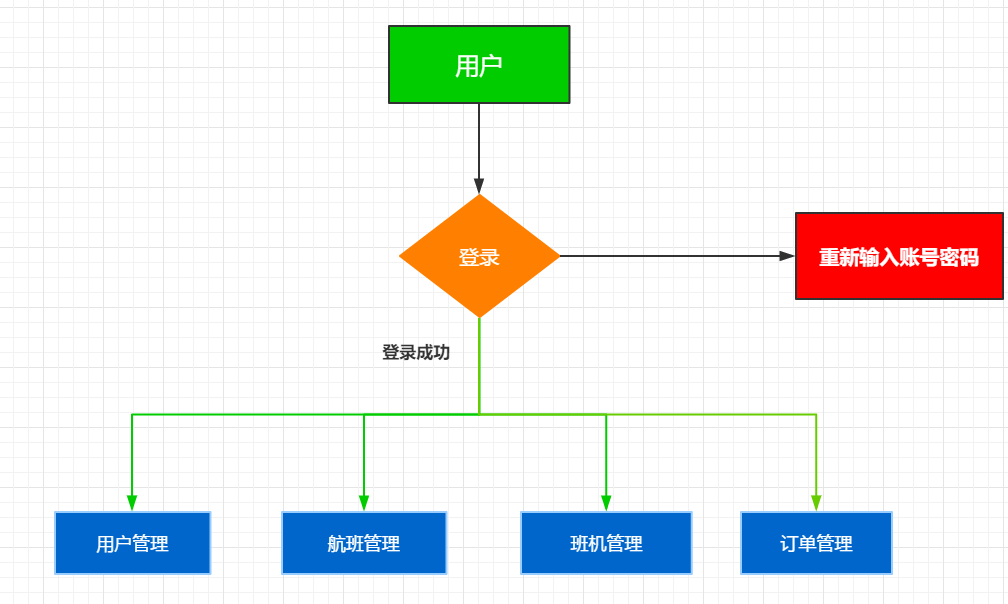 用户
登录
重新输入账号密码
登录成功
用户管理
航班管理
班机管理
订单管理